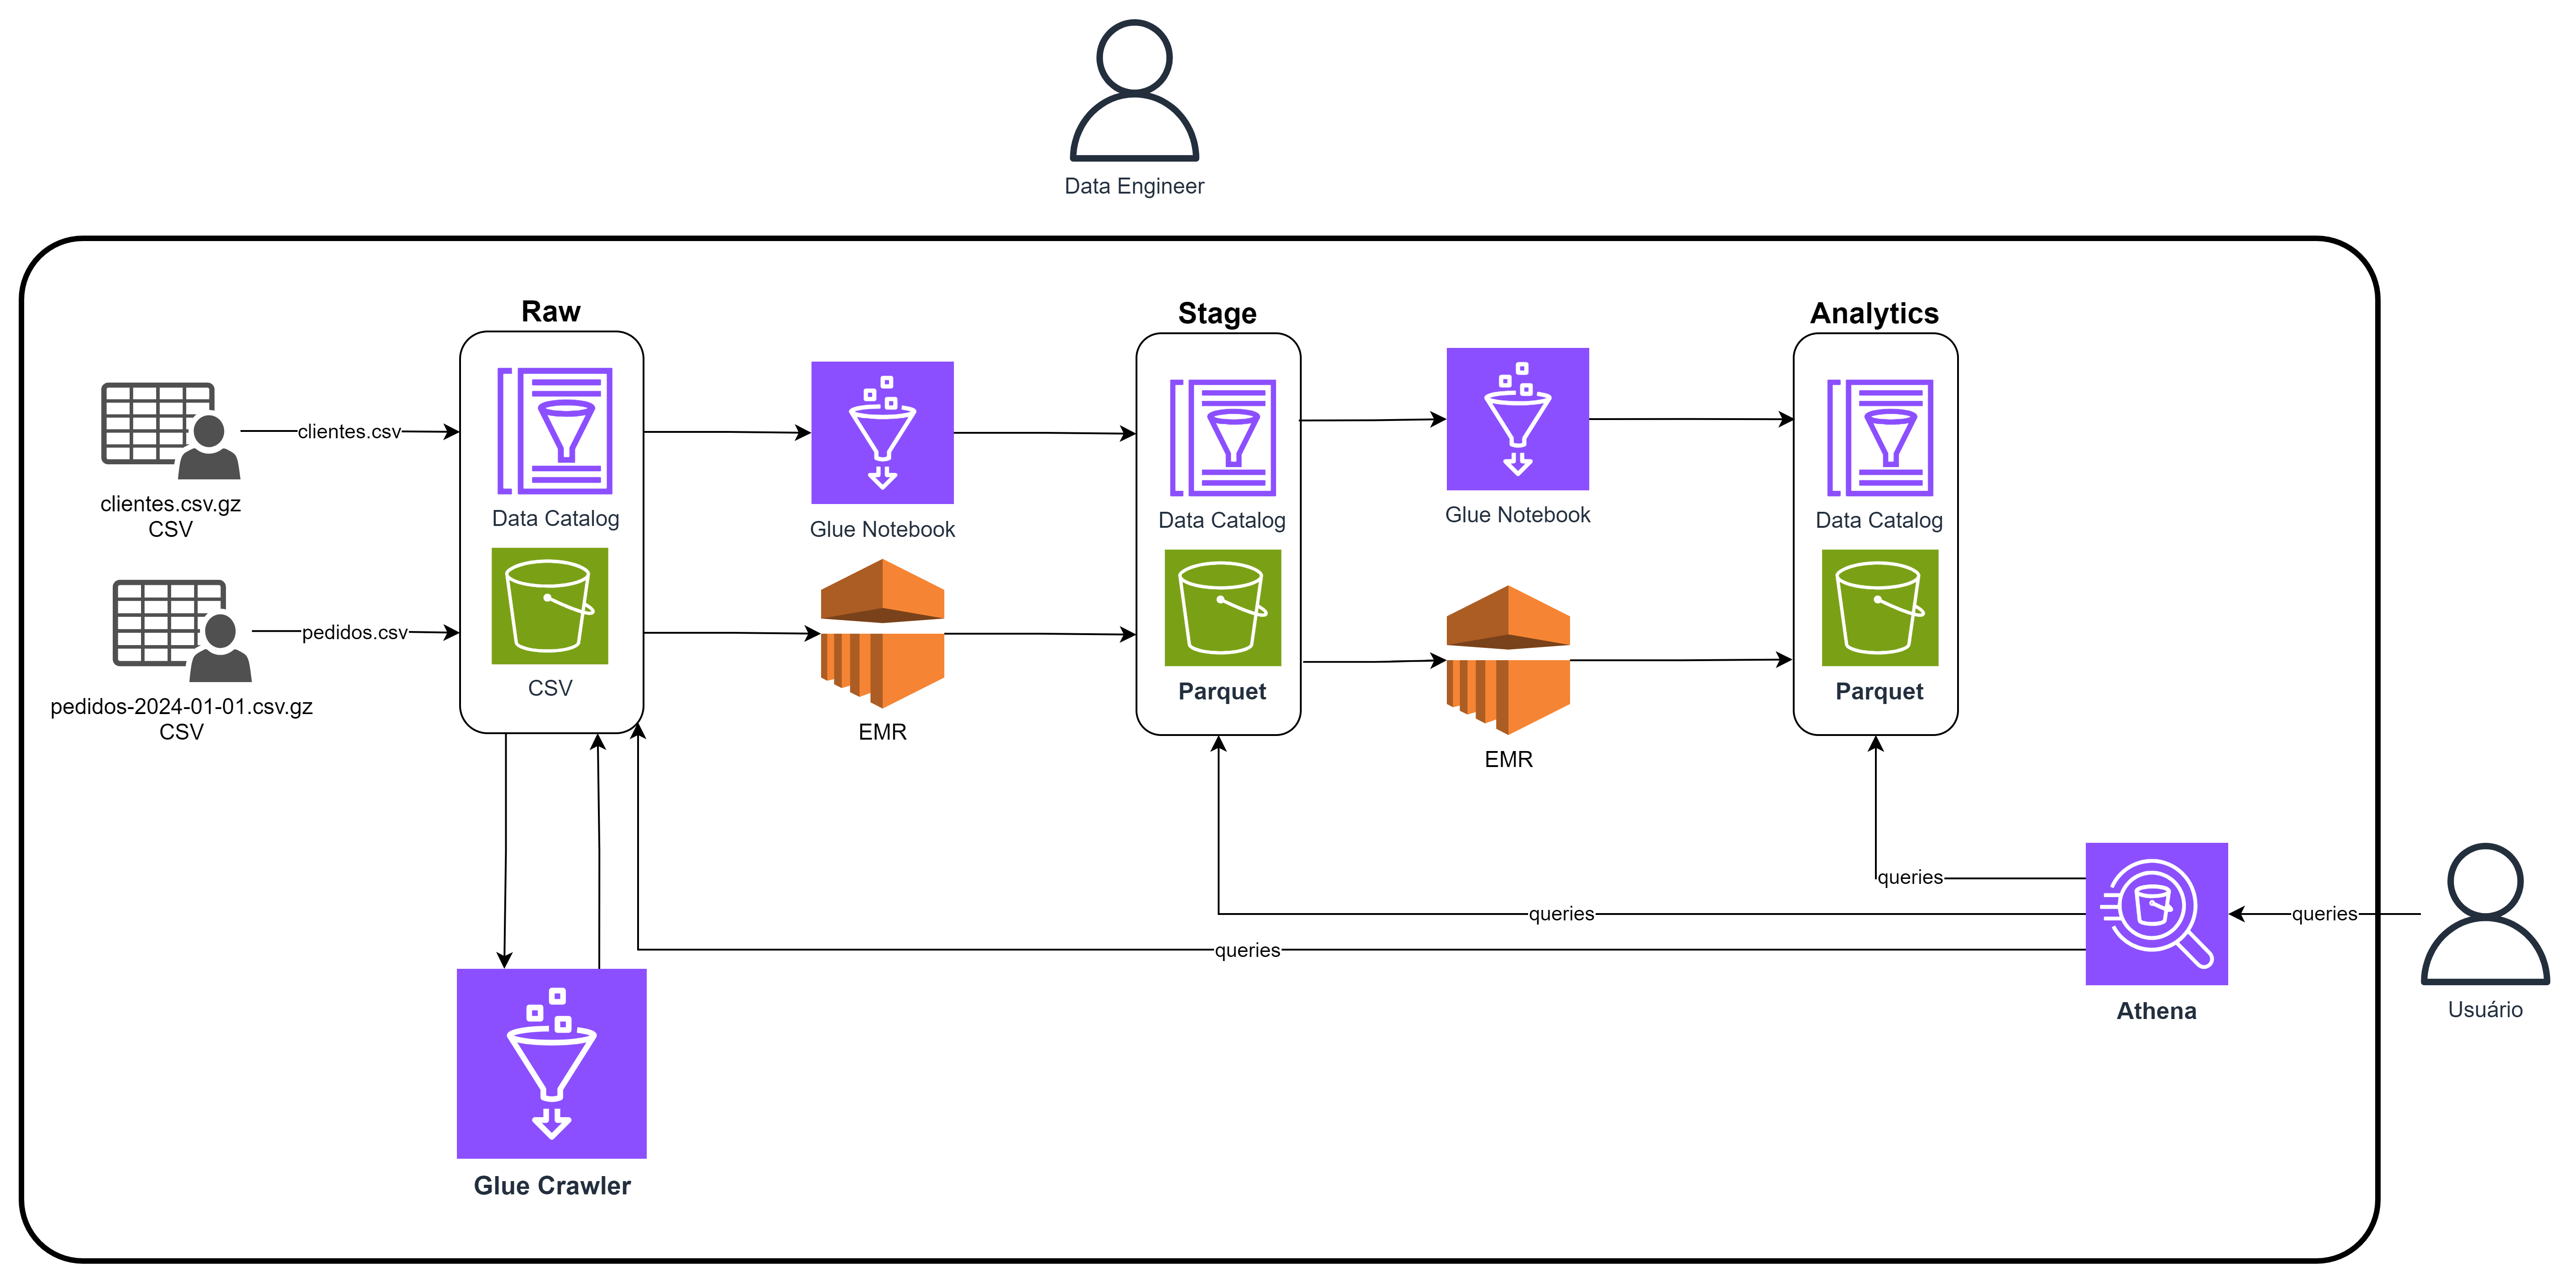 Data Engineer
Raw
Stage
Analytics
clientes.csv
clientes.csv.gz
CSV
Data Catalog
Glue Notebook
Data Catalog
Glue Notebook
Data Catalog
pedidos.csv
pedidos-2024-01-01.csv.gz
CSV
CSV
EMR
Parquet
EMR
Parquet
queries
queries
queries
queries
Athena
Usuário
Glue Crawler